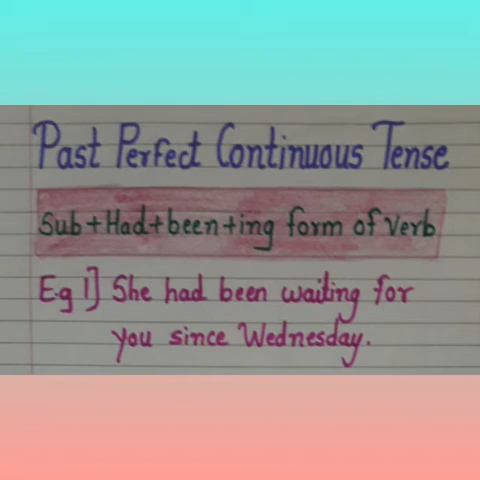 Past Perfect Continuous Tense
Sub+Had+been+ing form of Verb
Eg 1] She had been waiting for
you since Wednesday.